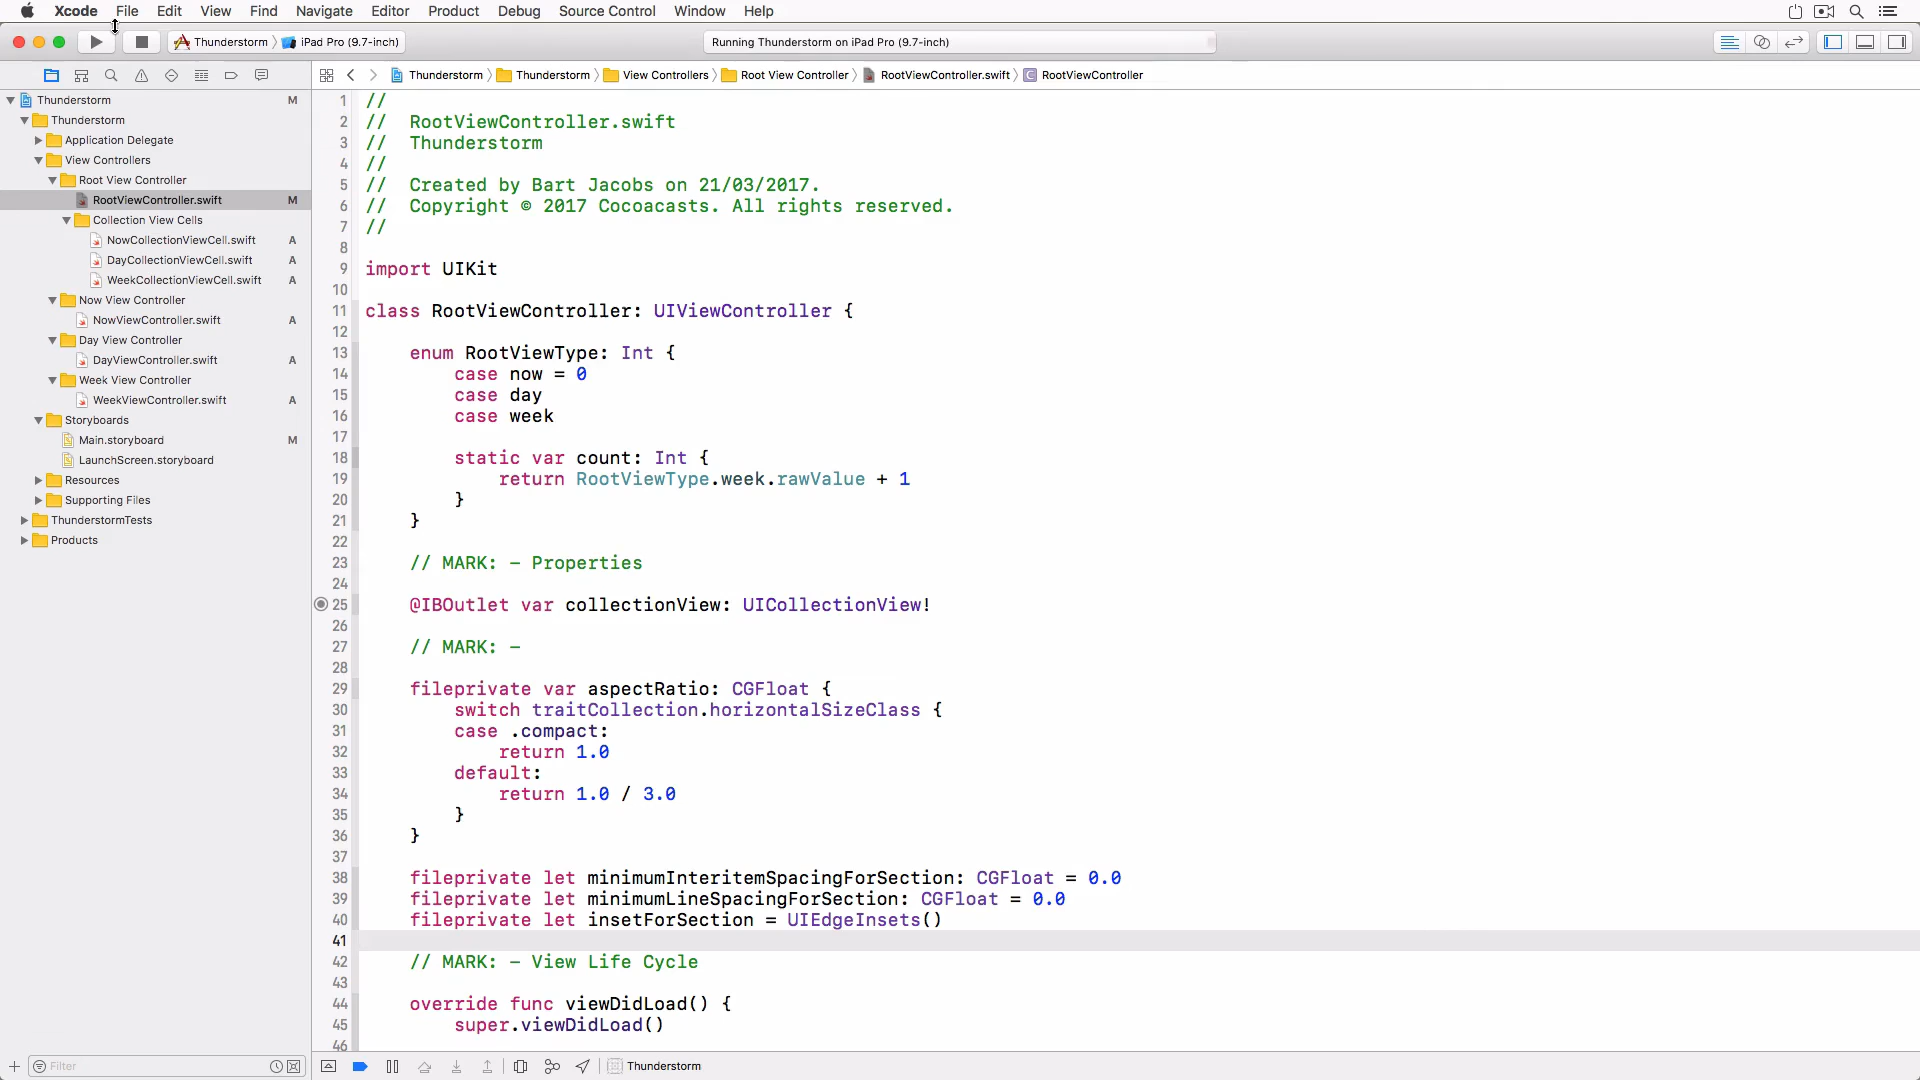 Xcode File Edit View Find Navigate Editor Product Debug Source Control Window Help
Thunderstorm iPad Pro (9.7-inch) Running Thunderstorm on iPad Pro (9.7-inch)
Thunderstorm Thunderstorm View Controllers Root View Controller RootViewController.swift C RootViewController
Thunderstorm M
Thunderstorm
Application Delegate
View Controllers
Root View Controller
RootViewController.swift M
Collection View Cells
NowCollectionViewCell.swift A
DayCollectionViewCell.swift A
WeekCollectionViewCell.swift A
Now View Controller
NowViewController.swift A
Day View Controller
DayViewController.swift A
Week View Controller
WeekViewController.swift A
Storyboards
Main.storyboard M
LaunchScreen.storyboard
Resources
Supporting Files
ThunderstormTests
Products
Filter
1 //
2 //  RootViewController.swift
3 //  Thunderstorm
4 //
5 //  Created by Bart Jacobs on 21/03/2017.
6 //  Copyright © 2017 Cocoacasts. All rights reserved.
7 //
8
9 import UIKit
10
11 class RootViewController: UIViewController {
12
13     enum RootViewType: Int {
14         case now = 0
15         case day
16         case week
17
18         static var count: Int {
19             return RootViewType.week.rawValue + 1
20         }
21     }
22
23     // MARK: - Properties
24
25     @IBOutlet var collectionView: UICollectionView!
26
27     // MARK: -
28
29     fileprivate var aspectRatio: CGFloat {
30         switch traitCollection.horizontalSizeClass {
31         case .compact:
32             return 1.0
33         default:
34             return 1.0 / 3.0
35         }
36     }
37
38     fileprivate let minimumInteritemSpacingForSection: CGFloat = 0.0
39     fileprivate let minimumLineSpacingForSection: CGFloat = 0.0
40     fileprivate let insetForSection = UIEdgeInsets()
41
42     // MARK: - View Life Cycle
43
44     override func viewDidLoad() {
45         super.viewDidLoad()
46
Thunderstorm